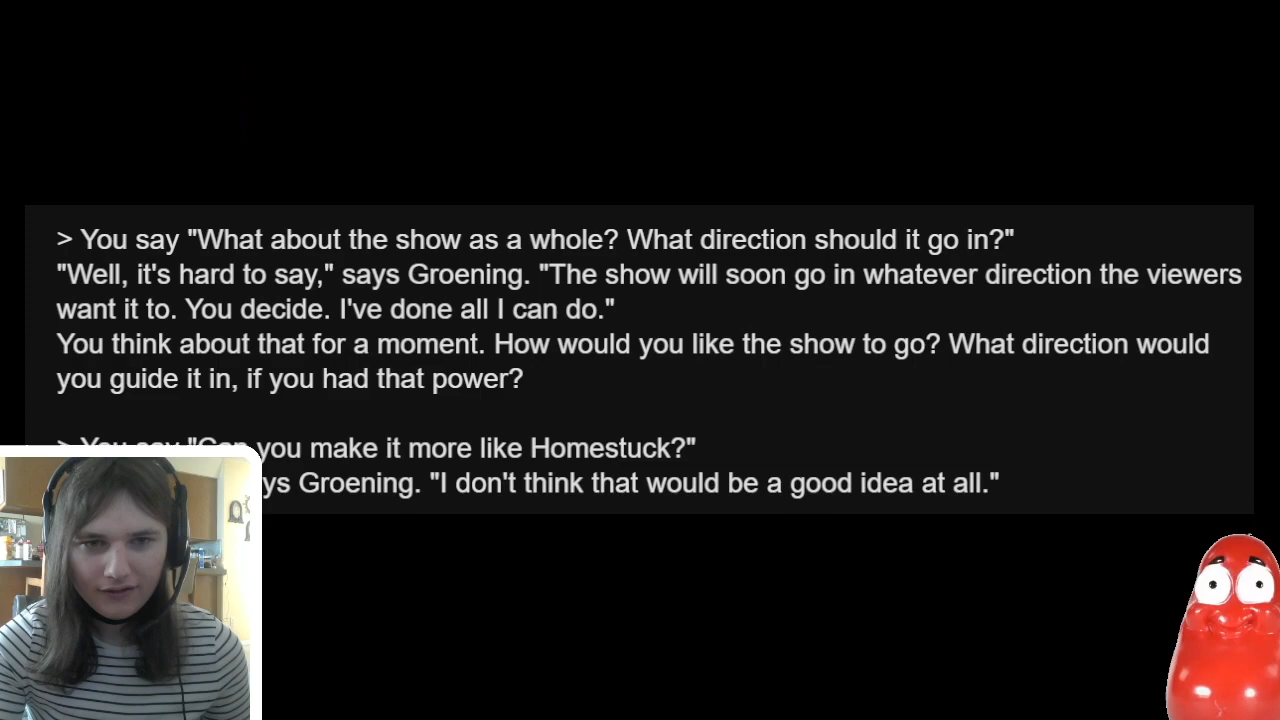 > You say "What about the show as a whole? What direction should it go in?"
"Well, it's hard to say," says Groening. "The show will soon go in whatever direction the viewers
want it to. You decide. I've done all I can do."
You think about that for a moment. How would you like the show to go? What direction would
you guide it in, if you had that power?
> You say "Can you make it more like Homestuck?"
ys Groening. "I don't think that would be a good idea at all."